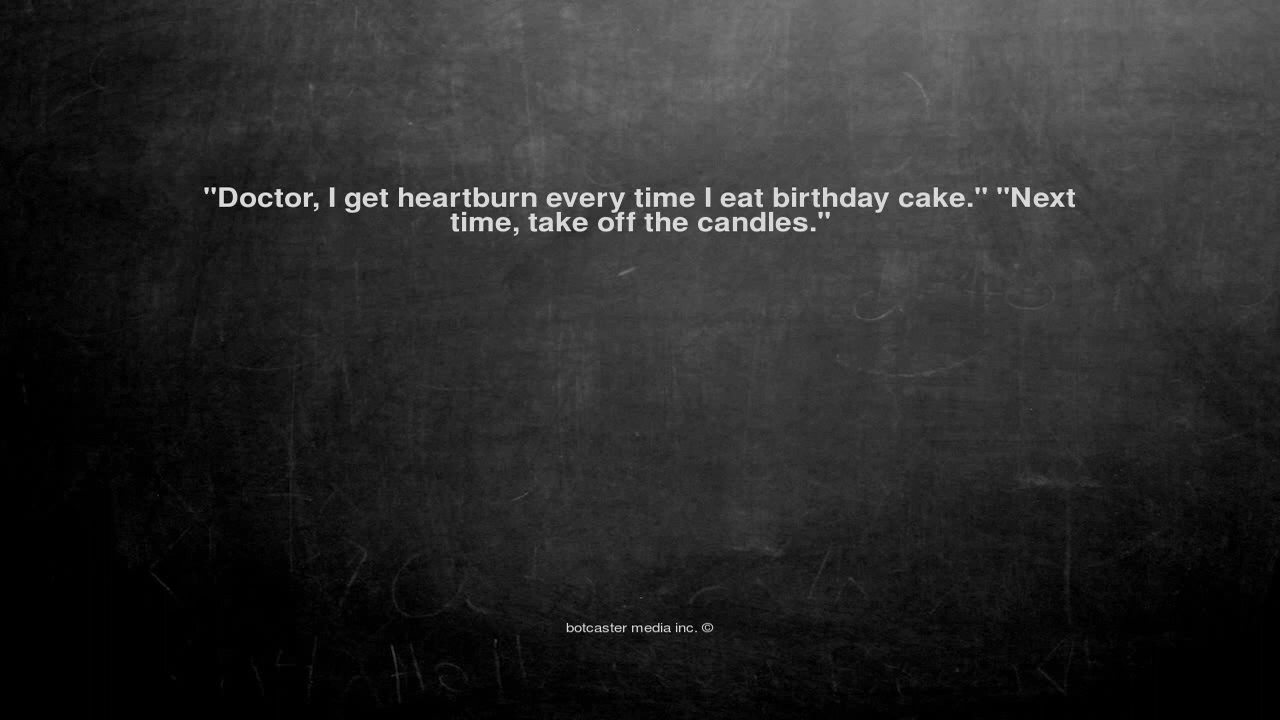 "Doctor, I get heartburn every time I eat birthday cake." "Next
time, take off the candles."
botcaster media inc. ©